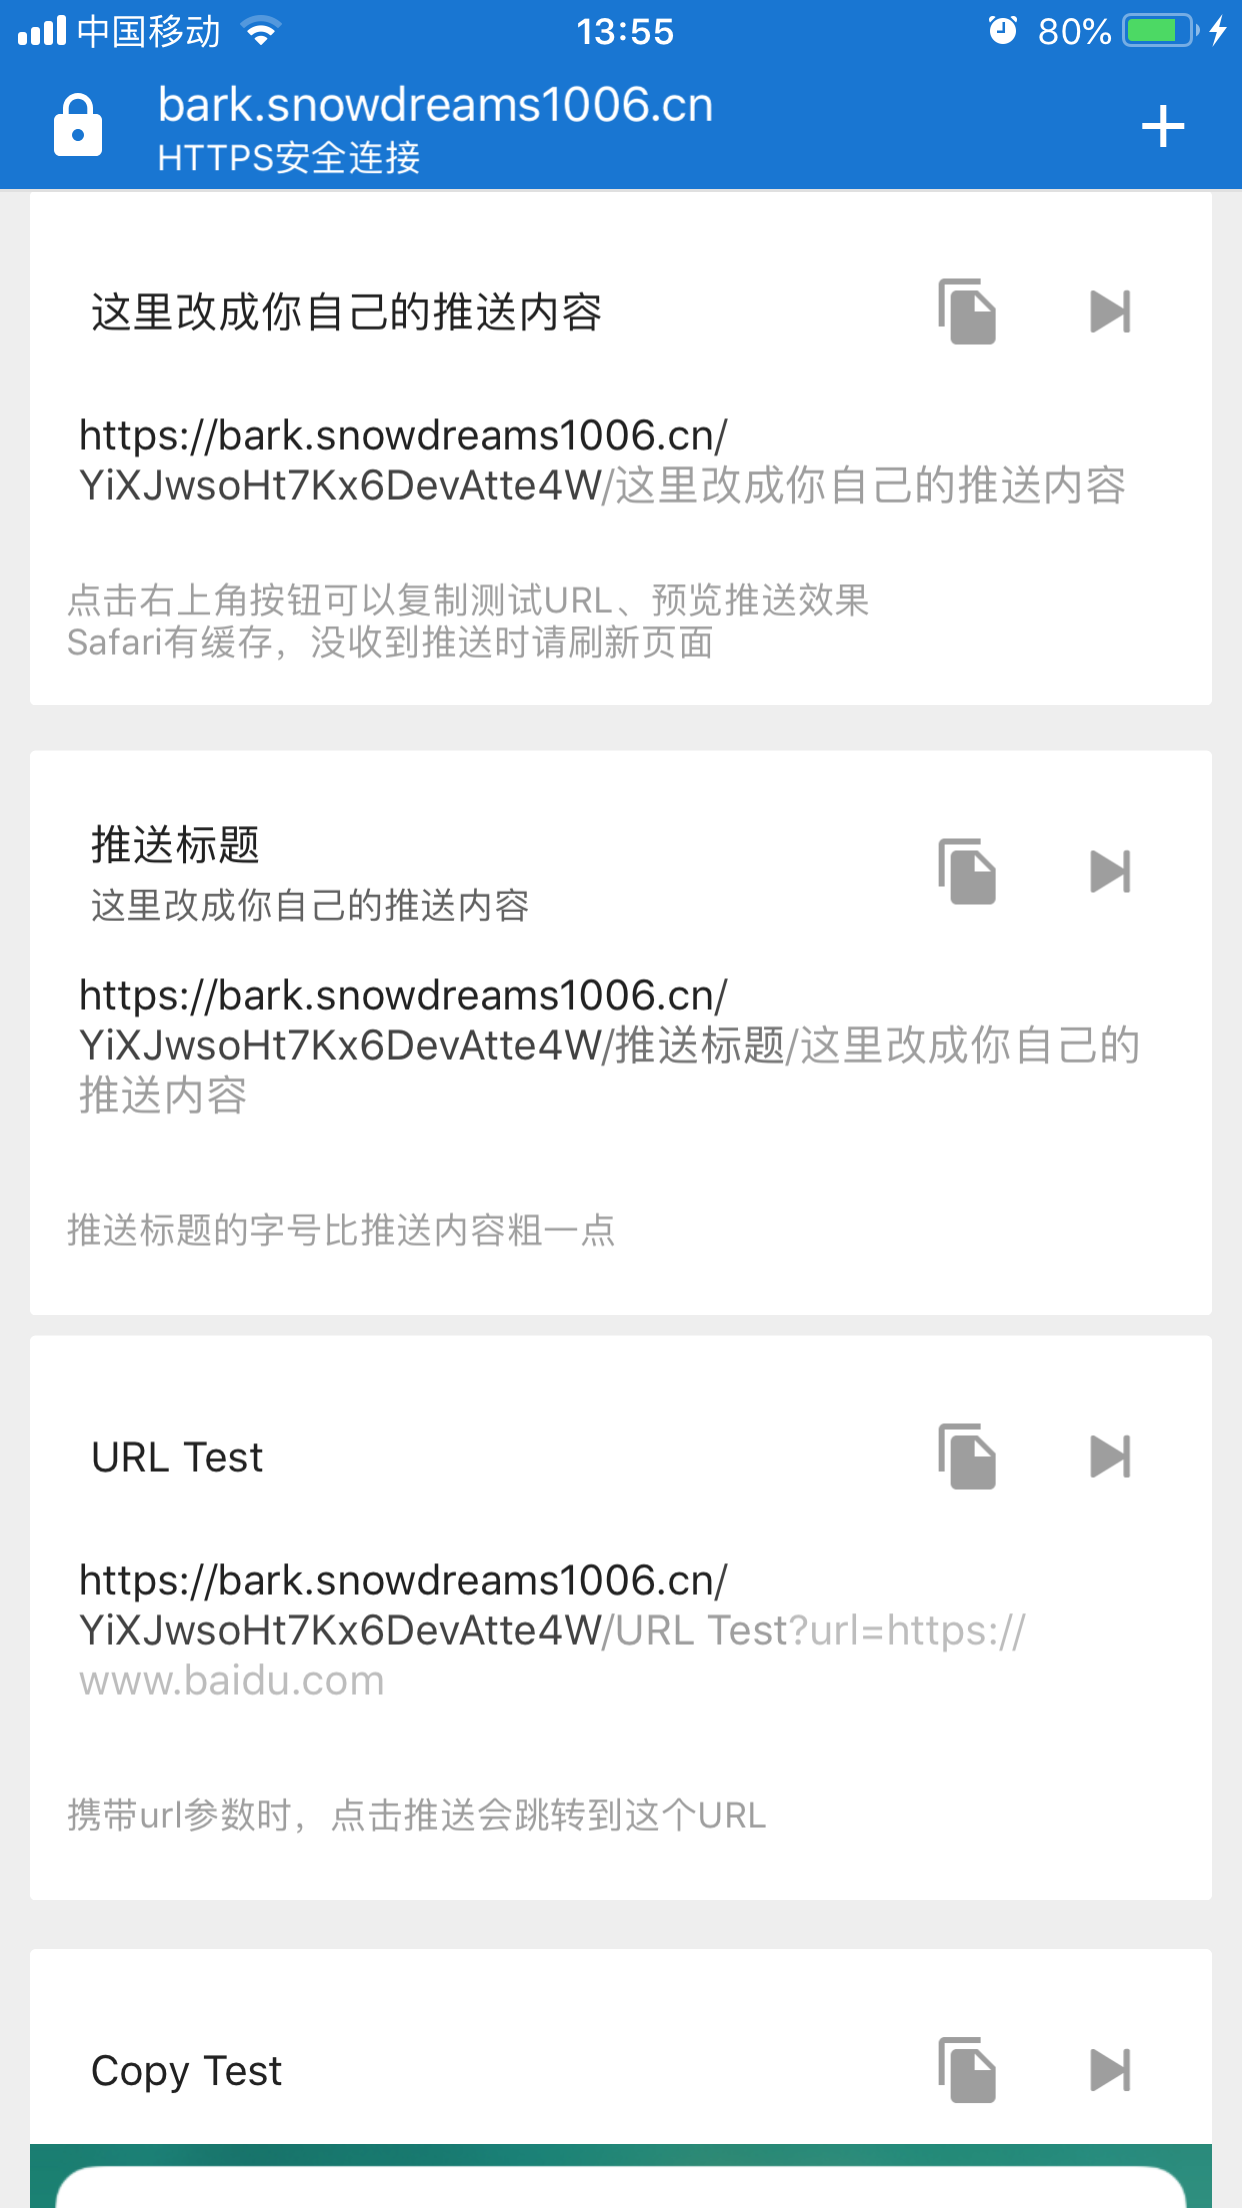 中国移动 13:55 80%
bark.snowdreams1006.cn
HTTPS安全连接
这里改成你自己的推送内容
https://bark.snowdreams1006.cn/
YiXJwsoHt7Kx6DevAtte4W/这里改成你自己的推送内容
点击右上角按钮可以复制测试URL、预览推送效果
Safari有缓存，没收到推送时请刷新页面
推送标题
这里改成你自己的推送内容
https://bark.snowdreams1006.cn/
YiXJwsoHt7Kx6DevAtte4W/推送标题/这里改成你自己的
推送内容
推送标题的字号比推送内容粗一点
URL Test
https://bark.snowdreams1006.cn/
YiXJwsoHt7Kx6DevAtte4W/URL Test?url=https://
www.baidu.com
携带url参数时，点击推送会跳转到这个URL
Copy Test